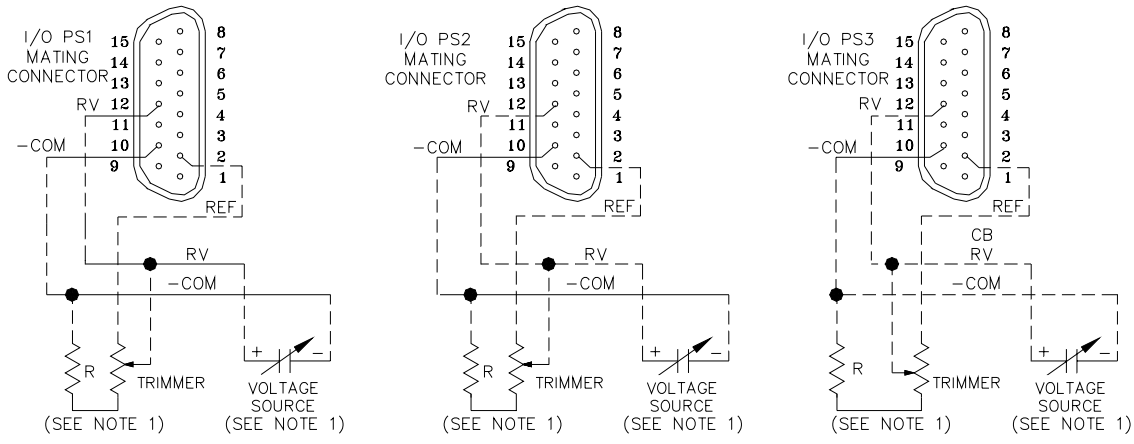 I/O PS1
MATING
CONNECTOR
15
14
13
12
11
10
9
8
7
6
5
4
3
2
1
RV
-COM
REF
RV
-COM
R
TRIMMER
+
-
VOLTAGE
SOURCE
(SEE NOTE 1)
(SEE NOTE 1)
I/O PS2
MATING
CONNECTOR
15
14
13
12
11
10
9
8
7
6
5
4
3
2
1
RV
-COM
REF
RV
-COM
R
TRIMMER
+
-
VOLTAGE
SOURCE
(SEE NOTE 1)
(SEE NOTE 1)
I/O PS3
MATING
CONNECTOR
15
14
13
12
11
10
9
8
7
6
5
4
3
2
1
RV
-COM
REF
CB
RV
-COM
R
TRIMMER
+
-
VOLTAGE
SOURCE
(SEE NOTE 1)
(SEE NOTE 1)